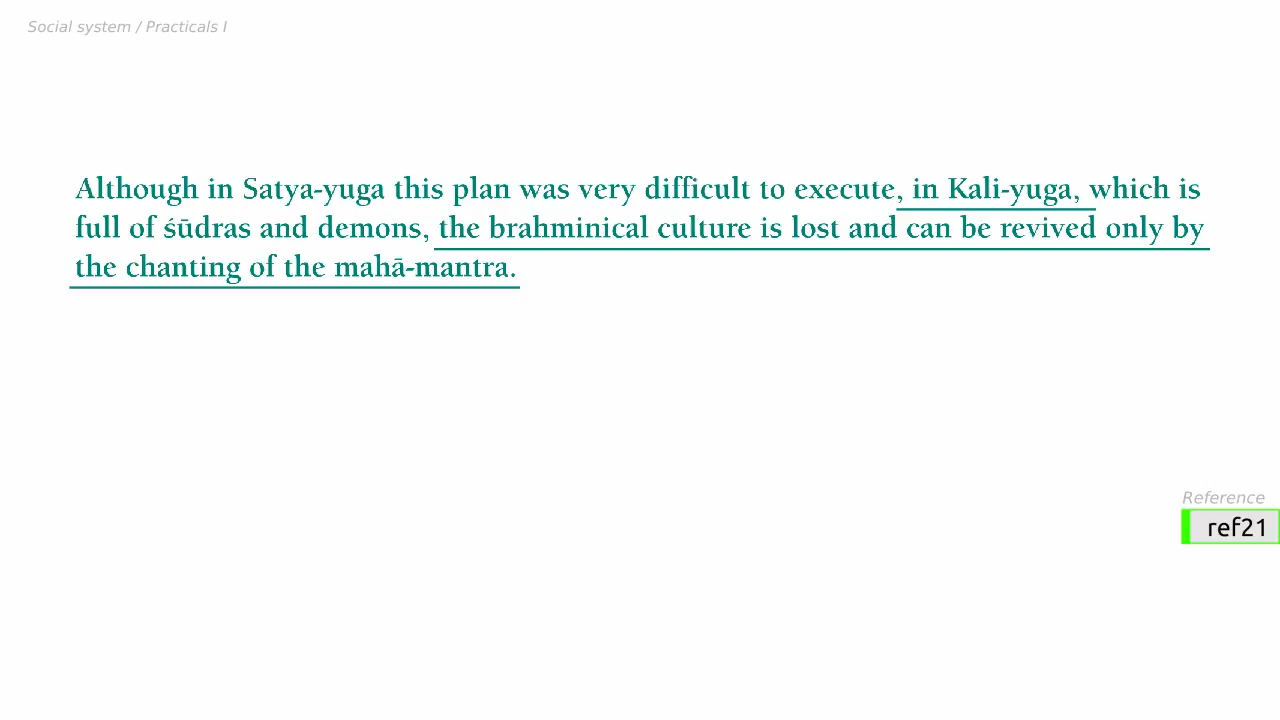 Social system / Practicals I
Although in Satya-yuga this plan was very difficult to execute, in Kali-yuga, which is
full of śūdras and demons, the brahminical culture is lost and can be revived only by
the chanting of the mahā-mantra.
Reference
ref21